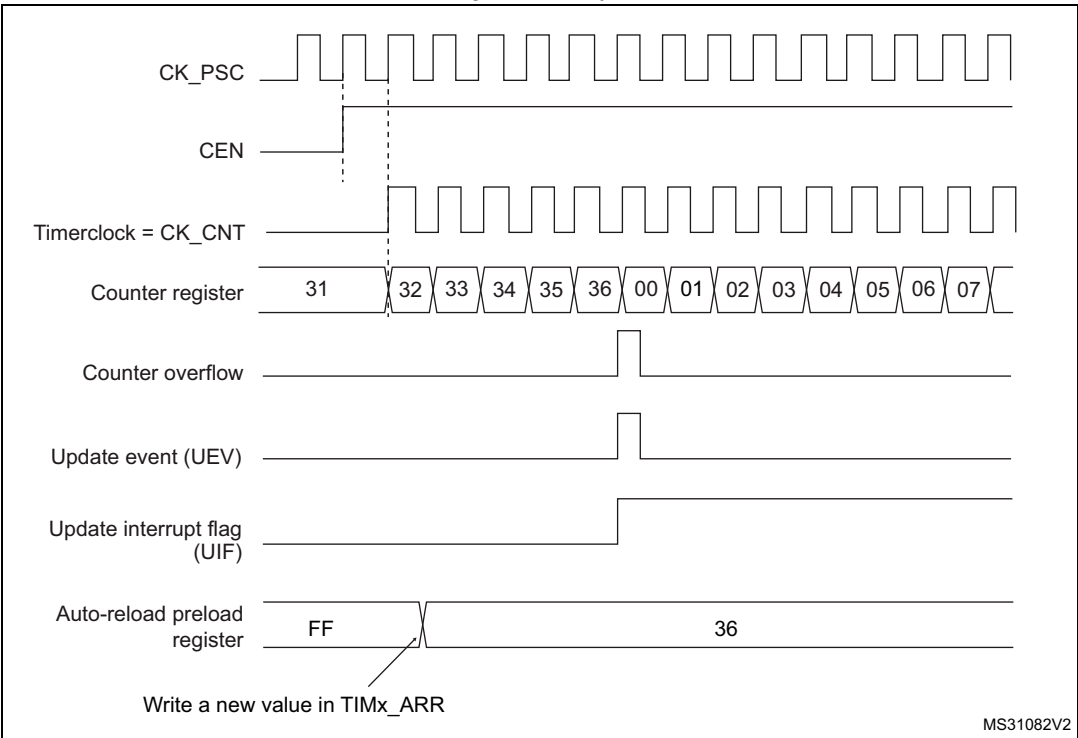 CK_PSC
CEN
Timerclock = CK_CNT
Counter register
31 32 33 34 35 36 00 01 02 03 04 05 06 07
Counter overflow
Update event (UEV)
Update interrupt flag
(UIF)
Auto-reload preload
register
FF 36
Write a new value in TIMx_ARR
MS31082V2